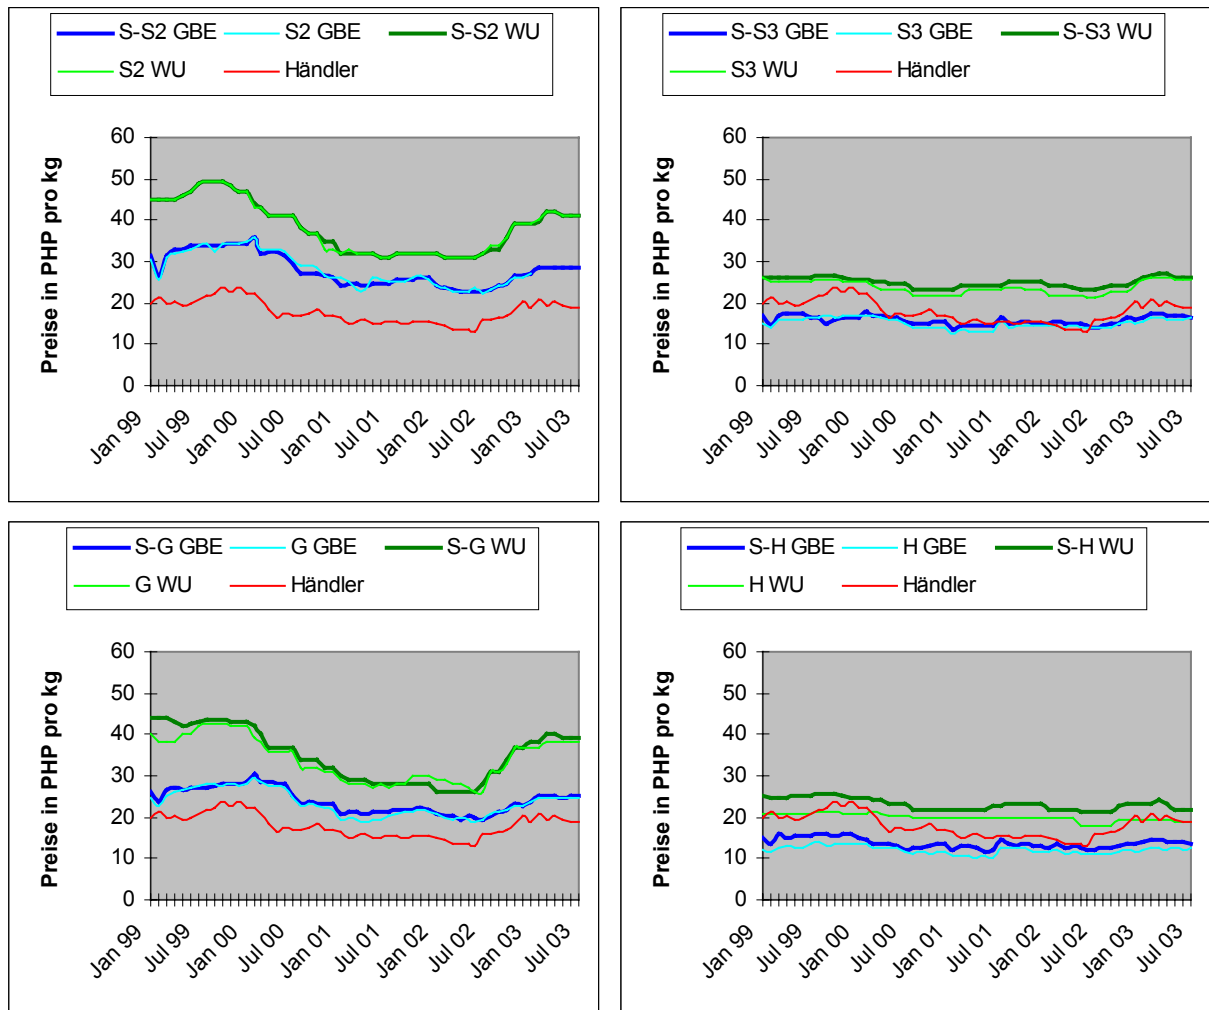 S-S2 GBE S2 GBE S-S2 WU
S2 WU Händler
Preise in PHP pro kg
60
50
40
30
20
10
0
Jan 99 Jul 99 Jan 00 Jul 00 Jan 01 Jul 01 Jan 02 Jul 02 Jan 03 Jul 03
S-S3 GBE S3 GBE S-S3 WU
S3 WU Händler
Preise in PHP pro kg
60
50
40
30
20
10
0
Jan 99 Jul 99 Jan 00 Jul 00 Jan 01 Jul 01 Jan 02 Jul 02 Jan 03 Jul 03
S-G GBE G GBE S-G WU
G WU Händler
Preise in PHP pro kg
60
50
40
30
20
10
0
Jan 99 Jul 99 Jan 00 Jul 00 Jan 01 Jul 01 Jan 02 Jul 02 Jan 03 Jul 03
S-H GBE H GBE S-H WU
H WU Händler
Preise in PHP pro kg
60
50
40
30
20
10
0
Jan 99 Jul 99 Jan 00 Jul 00 Jan 01 Jul 01 Jan 02 Jul 02 Jan 03 Jul 03